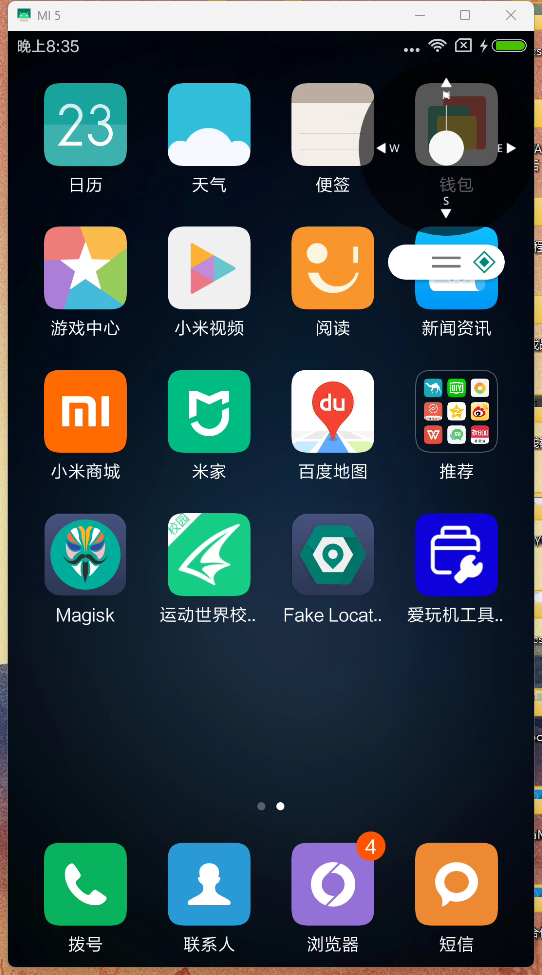 MI 5
晚上8:35
23
日历
天气
便签
钱包
W
E
S
游戏中心
小米视频
阅读
新闻资讯
mi
du
小米商城
米家
百度地图
推荐
校园
Magisk
运动世界校..
Fake Locat..
爱玩机工具..
4
拨号
联系人
浏览器
短信